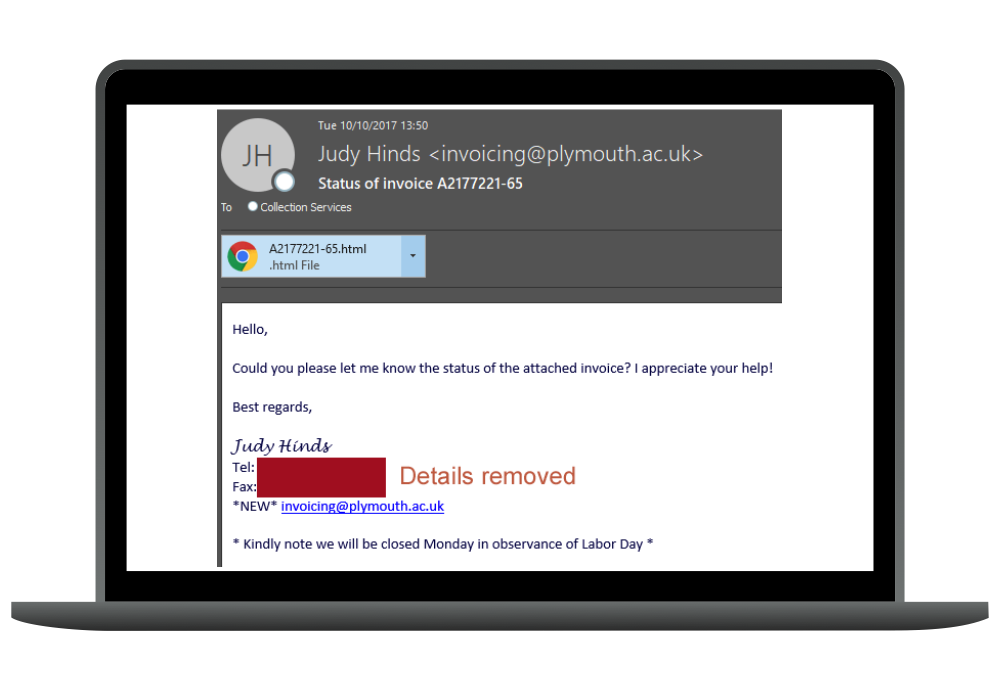 Tue 10/10/2017 13:50
JH
Judy Hinds <invoicing@plymouth.ac.uk>
Status of invoice A2177221-65
To Collection Services
A2177221-65.html
.html File
Hello,
Could you please let me know the status of the attached invoice? I appreciate your help!
Best regards,
Judy Hinds
Tel:
Fax:
Details removed
*NEW* invoicing@plymouth.ac.uk
* Kindly note we will be closed Monday in observance of Labor Day *